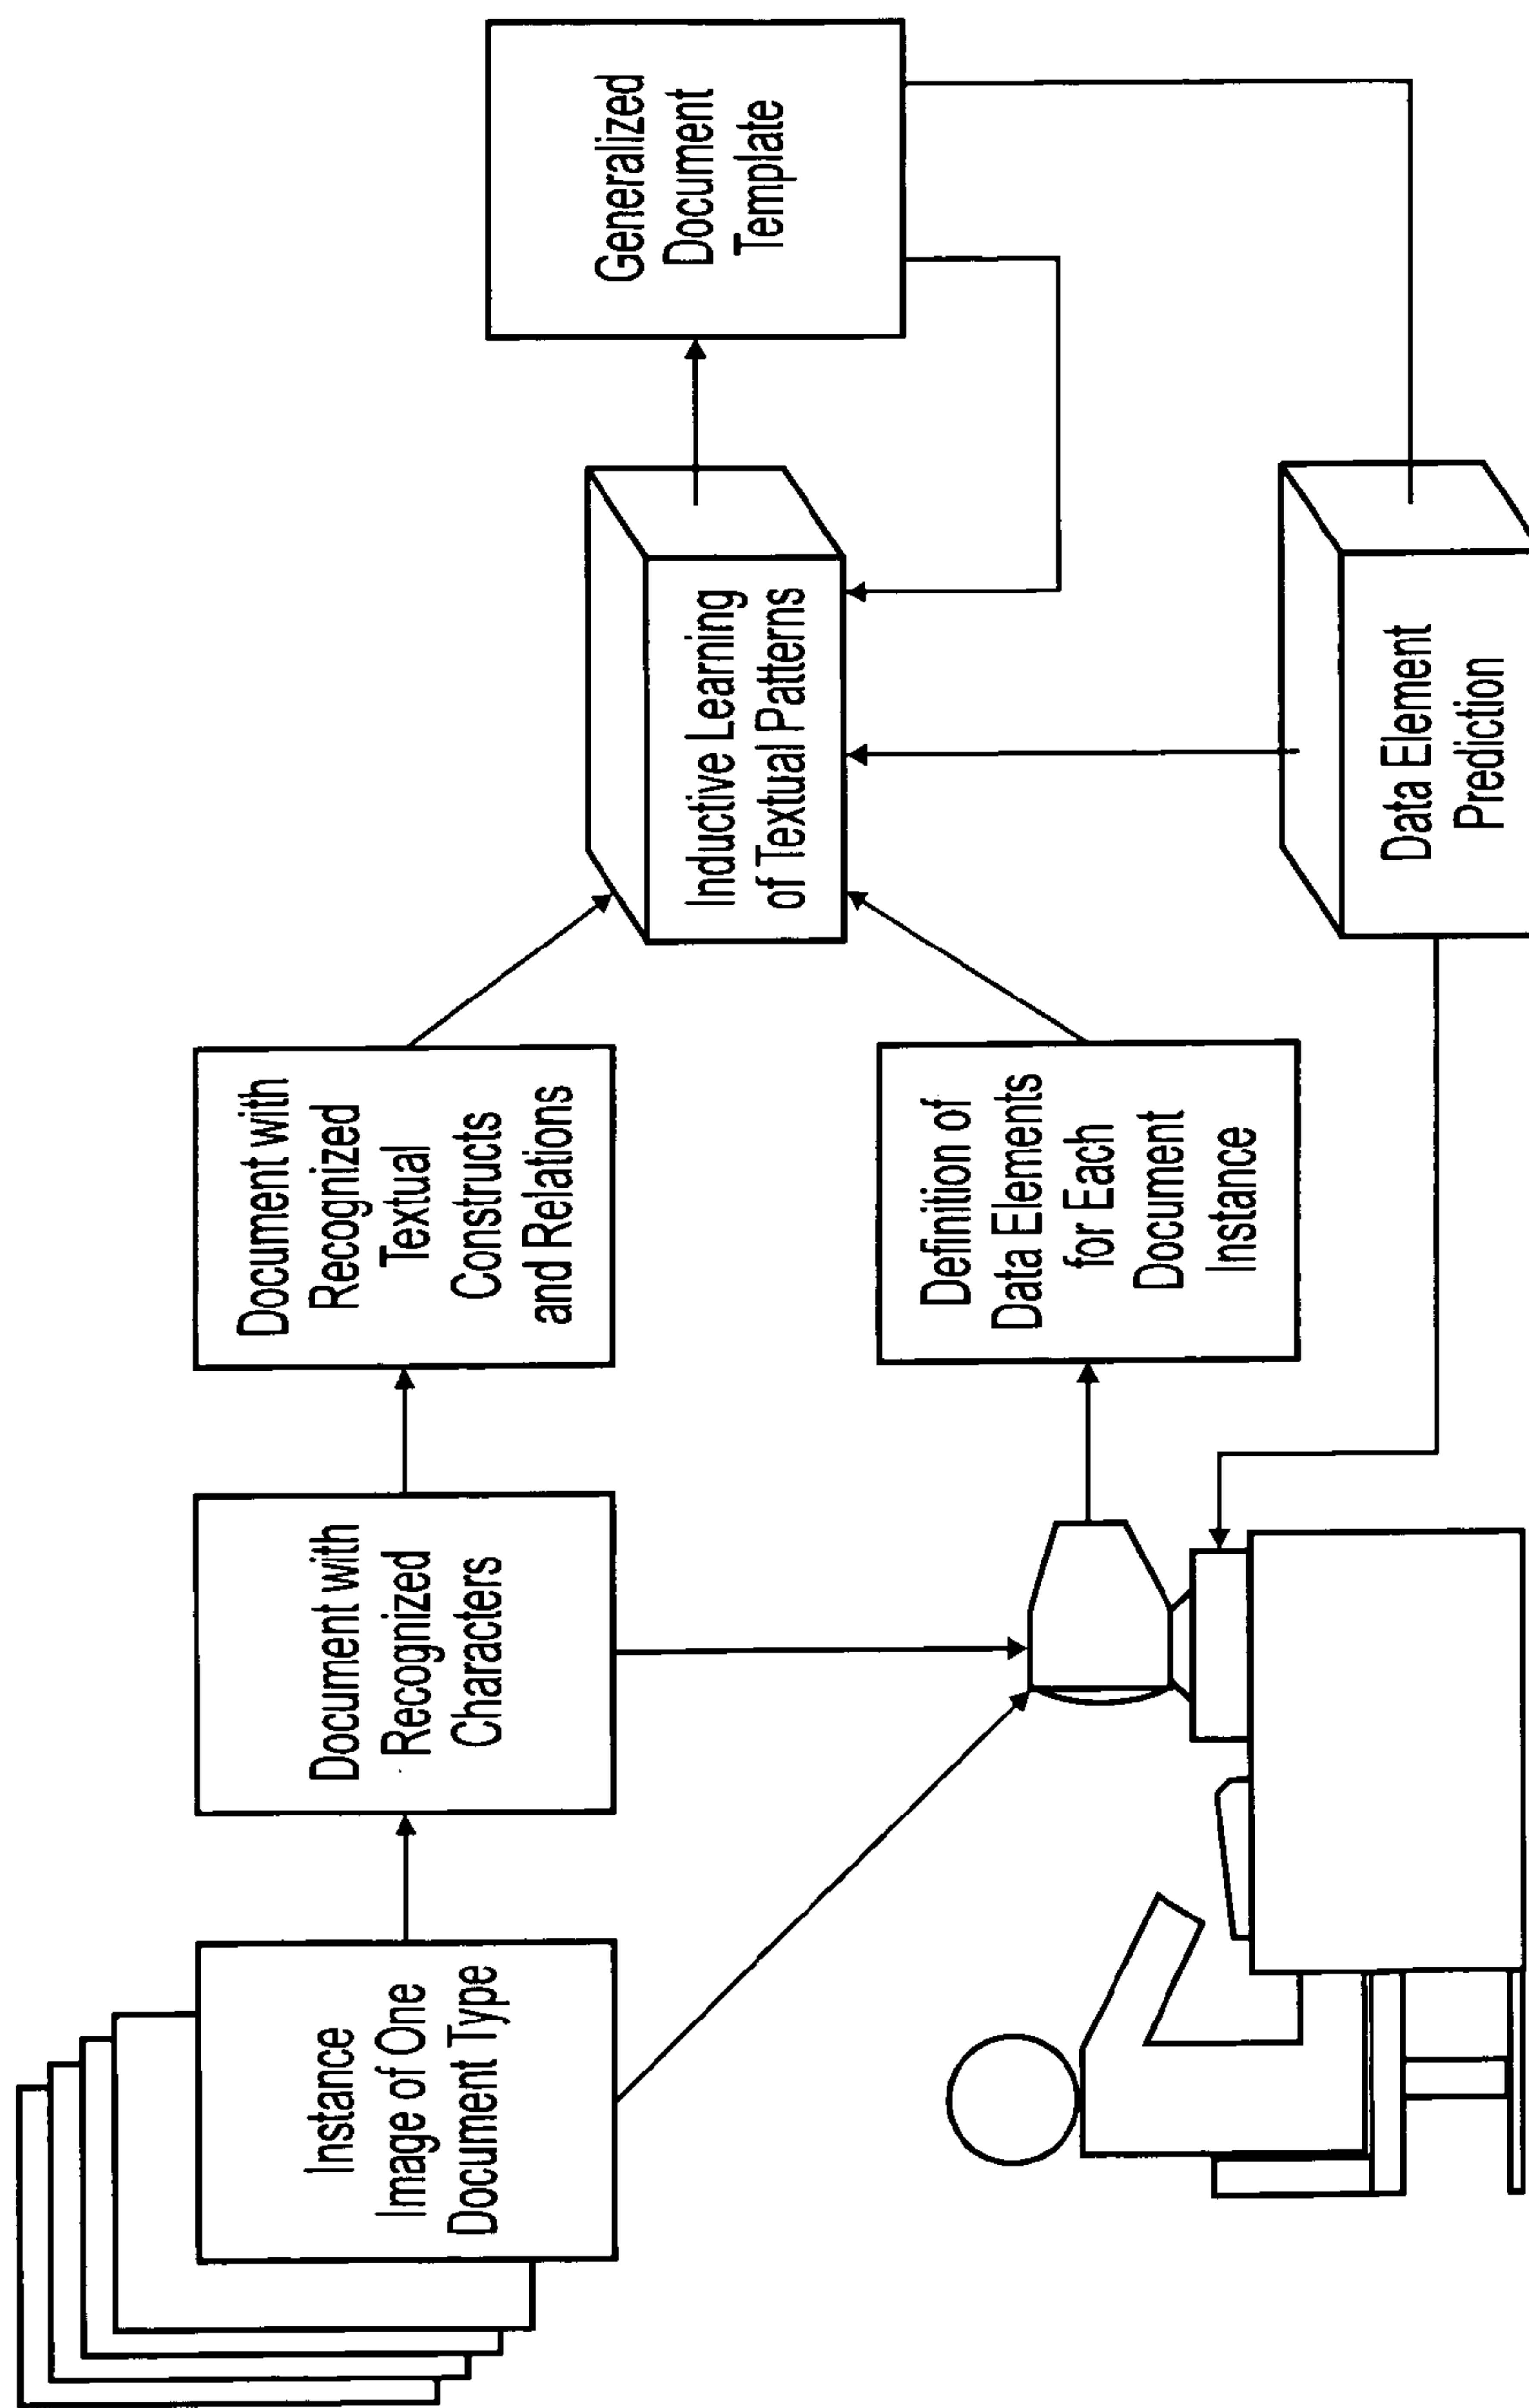 Instance
Image of One
Document Type
Document with
Recognized
Characters
Document with
Recognized
Textual
Constructs
and Relations
Definition of
Data Elements
for Each
Document
Instance
Inductive Learning
of Textual Patterns
Generalized
Document
Template
Data Element
Prediction